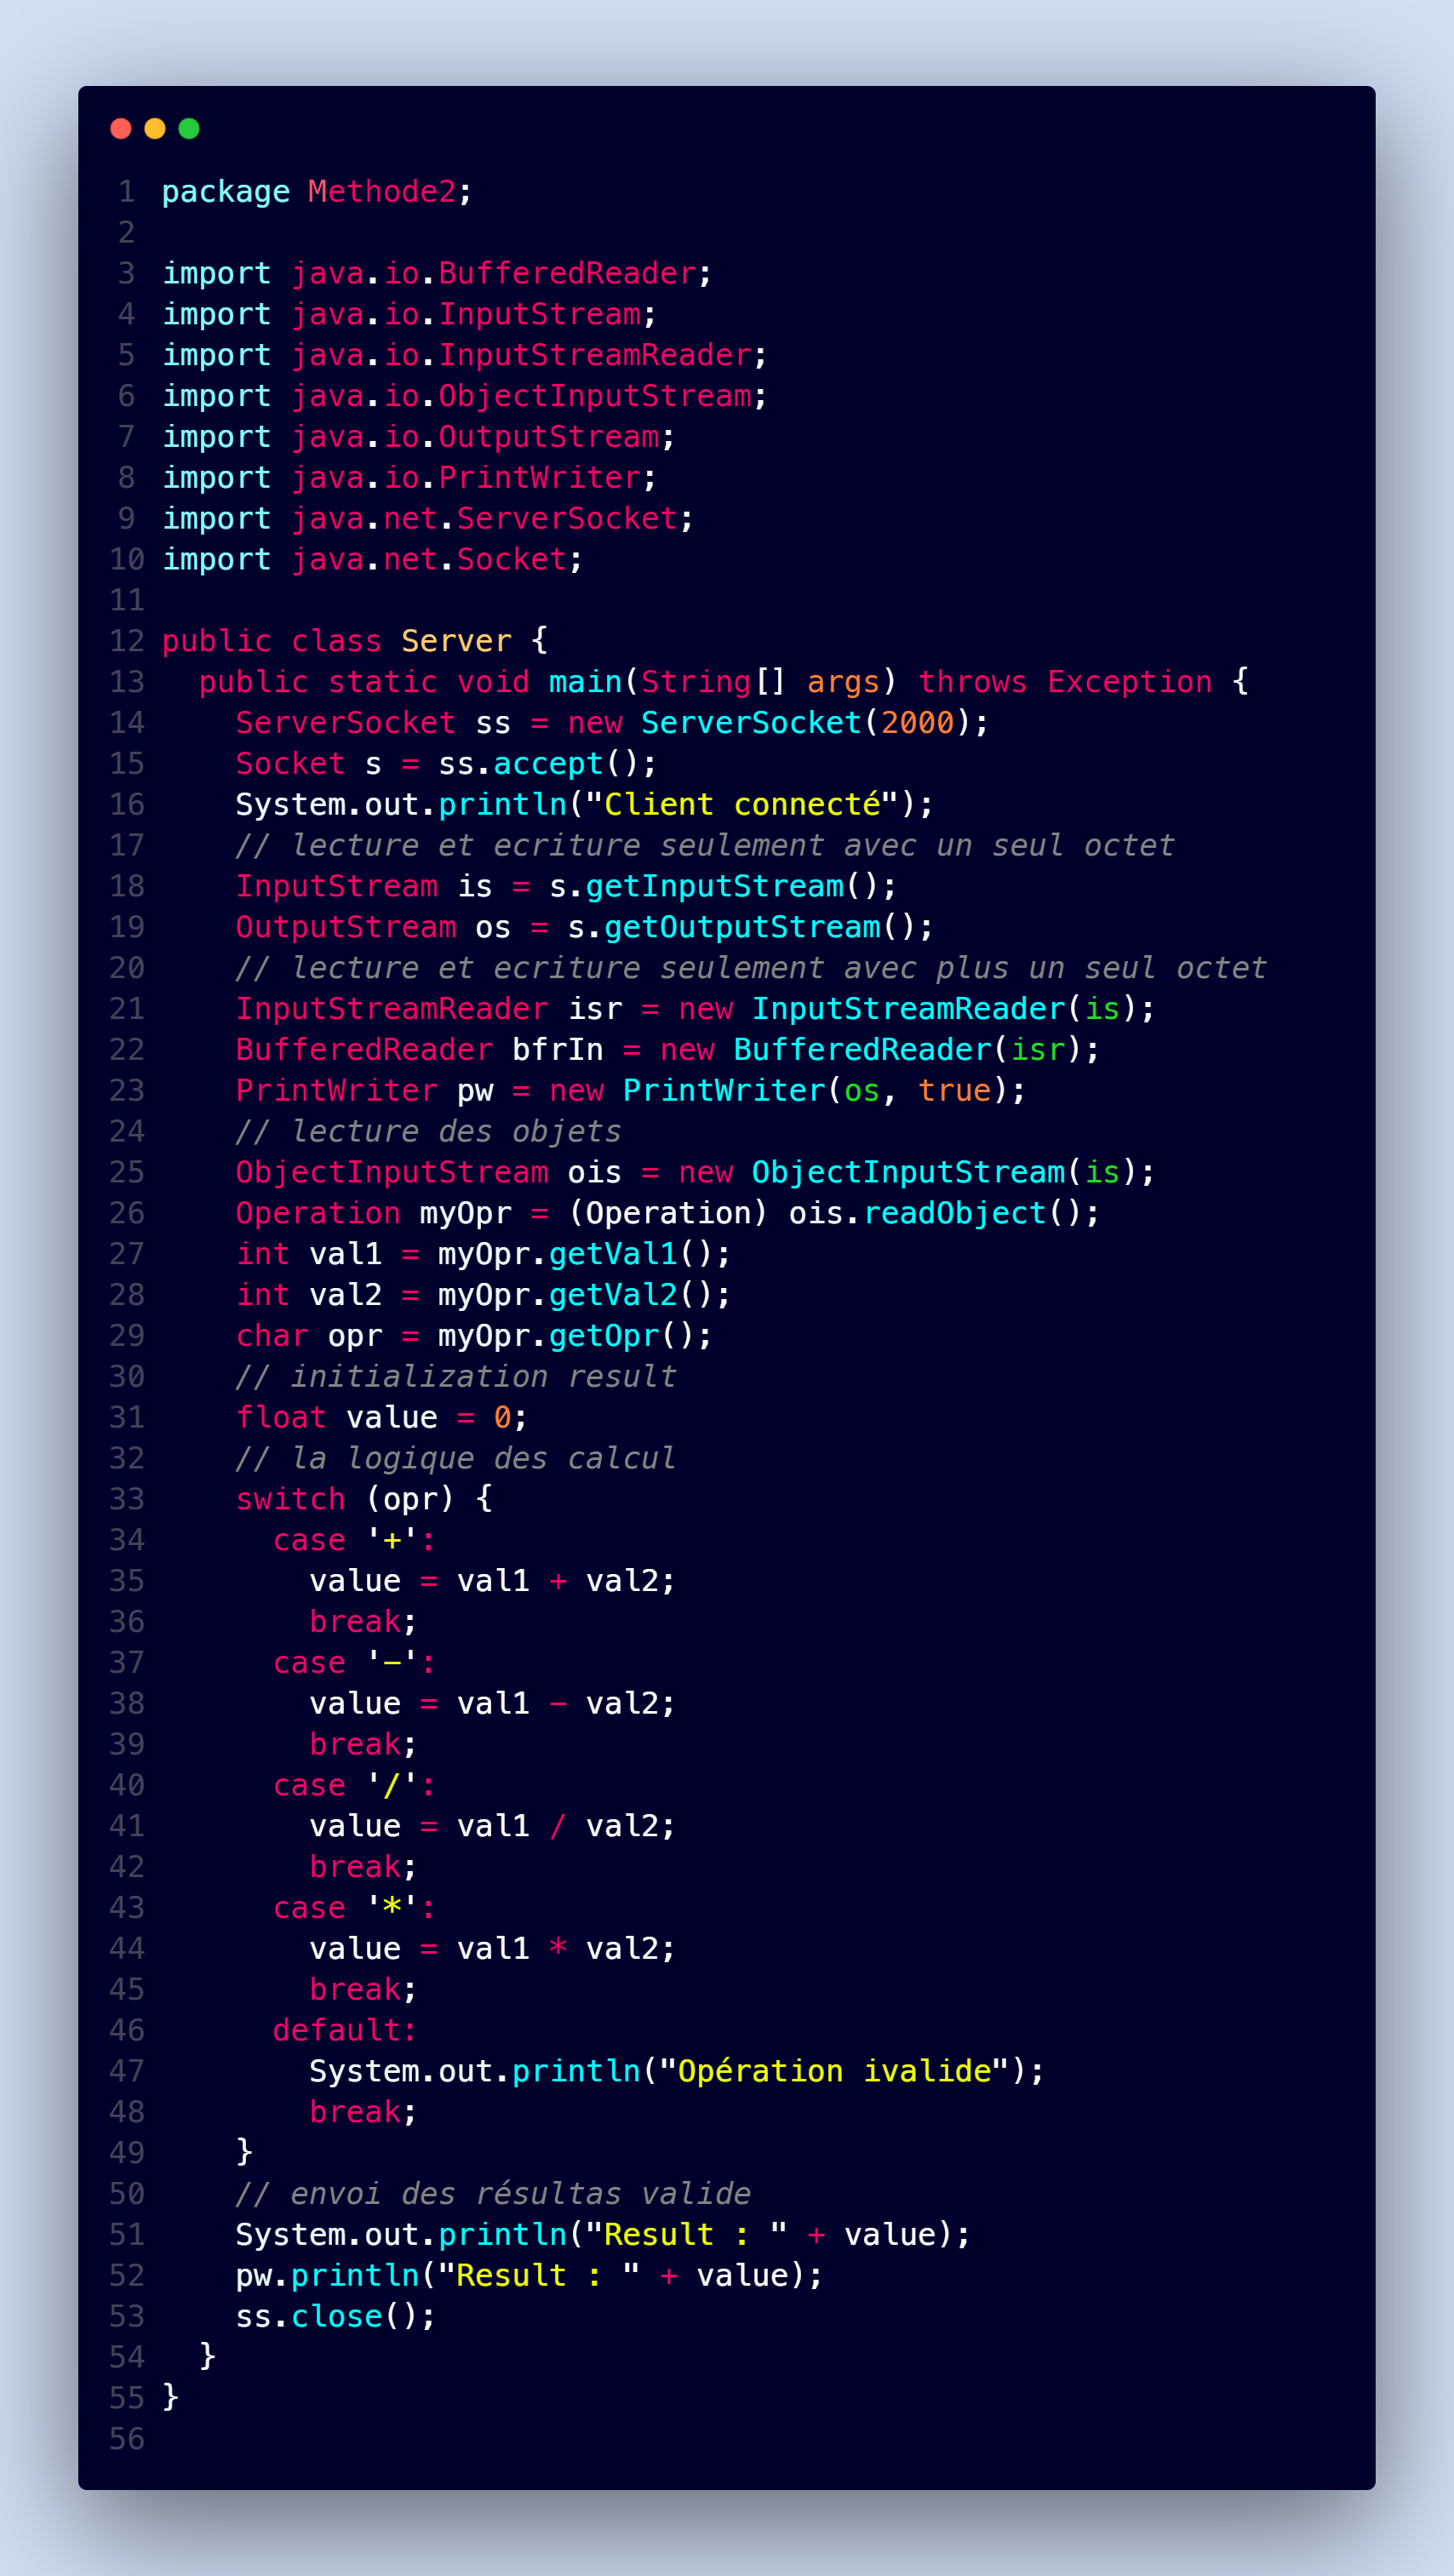 1 package Methode2;
2
3 import java.io.BufferedReader;
4 import java.io.InputStream;
5 import java.io.InputStreamReader;
6 import java.io.ObjectInputStream;
7 import java.io.OutputStream;
8 import java.io.PrintWriter;
9 import java.net.ServerSocket;
10 import java.net.Socket;
11
12 public class Server {
13   public static void main(String[] args) throws Exception {
14     ServerSocket ss = new ServerSocket(2000);
15     Socket s = ss.accept();
16     System.out.println("Client connecté");
17     // lecture et ecriture seulement avec un seul octet
18     InputStream is = s.getInputStream();
19     OutputStream os = s.getOutputStream();
20     // lecture et ecriture seulement avec plus un seul octet
21     InputStreamReader isr = new InputStreamReader(is);
22     BufferedReader bfrIn = new BufferedReader(isr);
23     PrintWriter pw = new PrintWriter(os, true);
24     // lecture des objets
25     ObjectInputStream ois = new ObjectInputStream(is);
26     Operation myOpr = (Operation) ois.readObject();
27     int val1 = myOpr.getVal1();
28     int val2 = myOpr.getVal2();
29     char opr = myOpr.getOpr();
30     // initialization result
31     float value = 0;
32     // la logique des calcul
33     switch (opr) {
34       case '+':
35         value = val1 + val2;
36         break;
37       case '-':
38         value = val1 - val2;
39         break;
40       case '/':
41         value = val1 / val2;
42         break;
43       case '*':
44         value = val1 * val2;
45         break;
46       default:
47         System.out.println("Opération ivalide");
48         break;
49     }
50     // envoi des résultas valide
51     System.out.println("Result : " + value);
52     pw.println("Result : " + value);
53     ss.close();
54   }
55 }
56